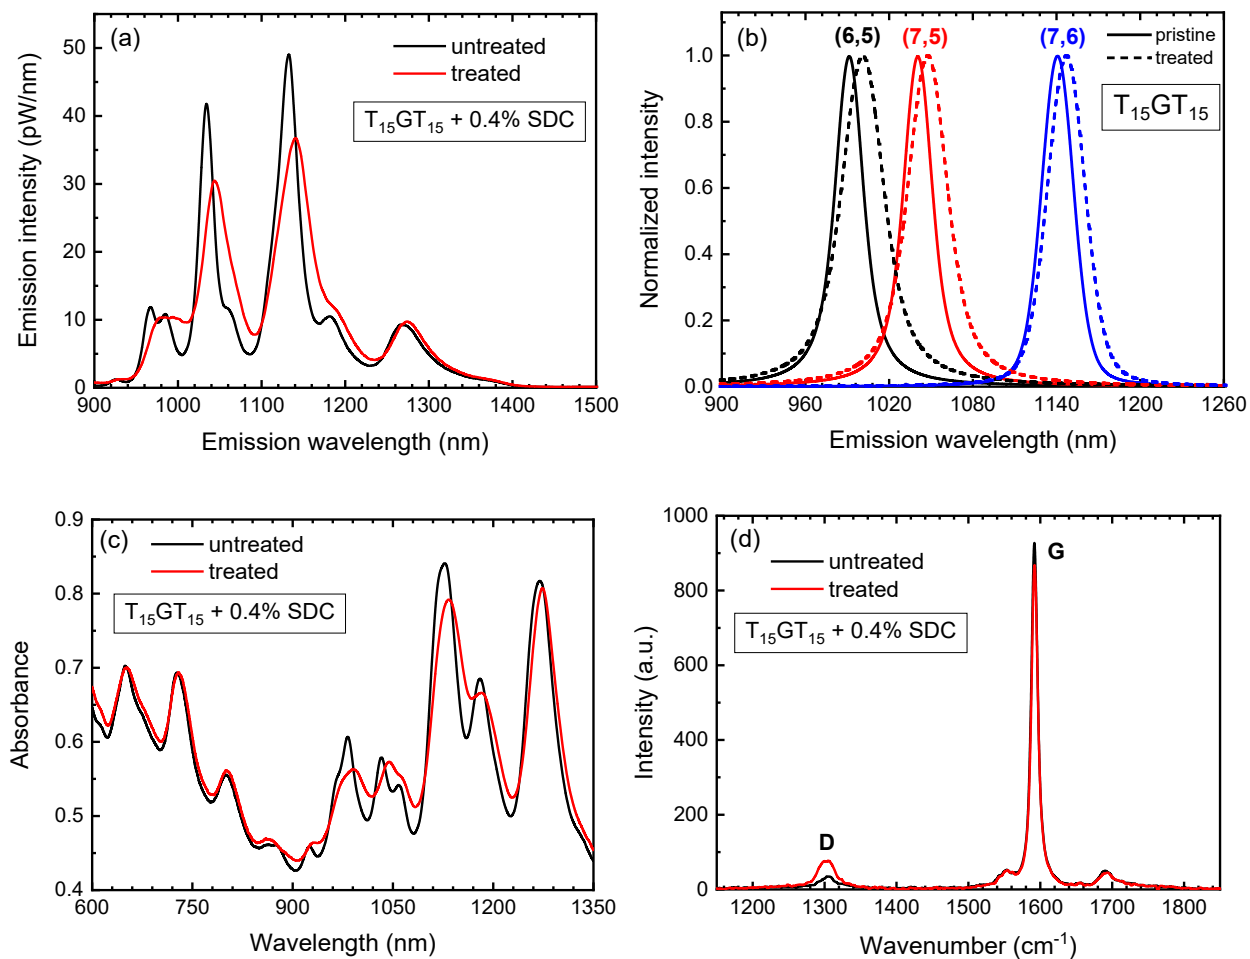 (a)
untreated
treated
T₁₅GT₁₅ + 0.4% SDC
Emission intensity (pW/nm)
50
40
30
20
10
0
900 1000 1100 1200 1300 1400 1500
Emission wavelength (nm)
(b)
(6,5) (7,5) (7,6)
pristine
treated
T₁₅GT₁₅
Normalized intensity
1.0
0.8
0.6
0.4
0.2
0.0
900 960 1020 1080 1140 1200 1260
Emission wavelength (nm)
(c)
untreated
treated
T₁₅GT₁₅ + 0.4% SDC
Absorbance
0.9
0.8
0.7
0.6
0.5
0.4
600 750 900 1050 1200 1350
Wavelength (nm)
(d)
untreated
treated
T₁₅GT₁₅ + 0.4% SDC
G
D
Intensity (a.u.)
1000
800
600
400
200
0
1200 1300 1400 1500 1600 1700 1800
Wavenumber (cm⁻¹)